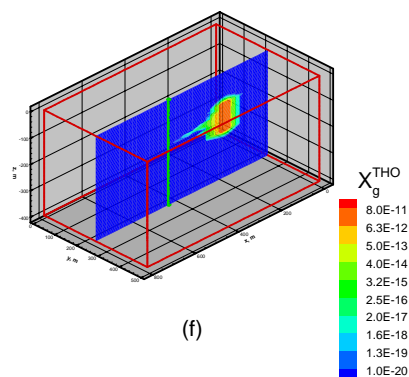 0
-100
-200
-300
-400
z, m
0
100
200
300
400
500
y, m
800
600
400
200
0
x, m
X_g^THO
8.0E-11
6.3E-12
5.0E-13
4.0E-14
3.2E-15
2.5E-16
2.0E-17
1.6E-18
1.3E-19
1.0E-20
(f)